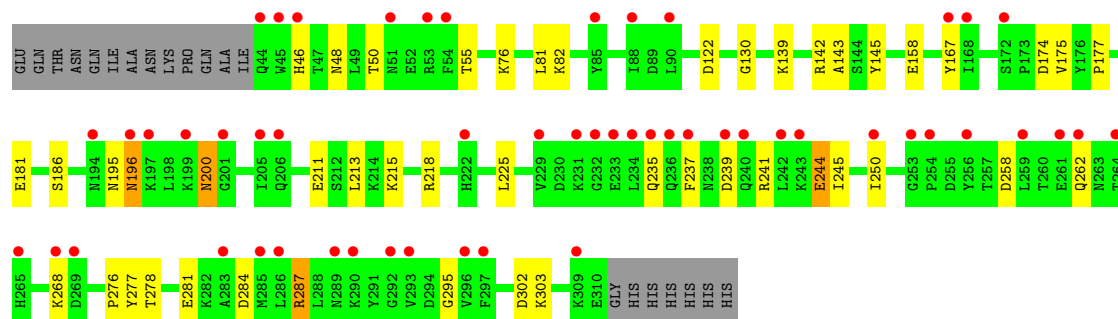 GLU GLN THR ASN GLN ILE ALA ASN LYS PRO GLN ALA ILE Q44 W45 H46 T47 N48 L49 T50 N51 E52 R53 F54 T55 K76 L81 K82 Y85 I88 D89 L90 D122 G130 K139 R142 A143 S144 Y145 E158 Y167 I168 S172 P173 D174 V175 Y176 P177
E181 S186 N194 N195 N196 K197 L198 K199 N200 G201 I205 Q206 E211 S212 L213 K214 K215 R218 H222 L225 V229 D230 K231 G232 E233 L234 Q235 Q236 F237 N238 D239 Q240 R241 L242 K243 E244 I245 I250 G253 P254 D255 Y256 T257 D258 L259 T260 E261 Q262 N263 T264
H265 K268 D269 P276 Y277 T278 E281 K282 A283 D284 M285 L286 R287 L288 N289 K290 Y291 G292 V293 D294 G295 V296 F297 D302 K303 K309 E310 GLY HIS HIS HIS HIS HIS HIS